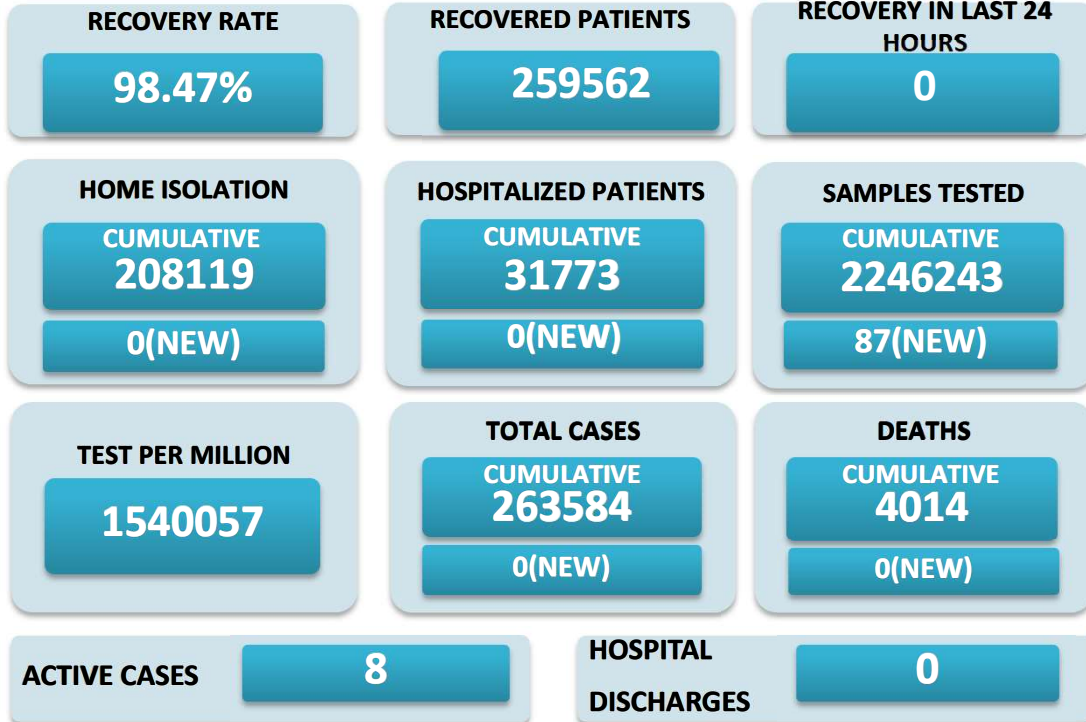 RECOVERY RATE
98.47%
RECOVERED PATIENTS
259562
RECOVERY IN LAST 24
HOURS
0
HOME ISOLATION
CUMULATIVE
208119
0(NEW)
HOSPITALIZED PATIENTS
CUMULATIVE
31773
0(NEW)
SAMPLES TESTED
CUMULATIVE
2246243
87(NEW)
TEST PER MILLION
1540057
TOTAL CASES
CUMULATIVE
263584
0(NEW)
DEATHS
CUMULATIVE
4014
0(NEW)
ACTIVE CASES
8
HOSPITAL
DISCHARGES
0